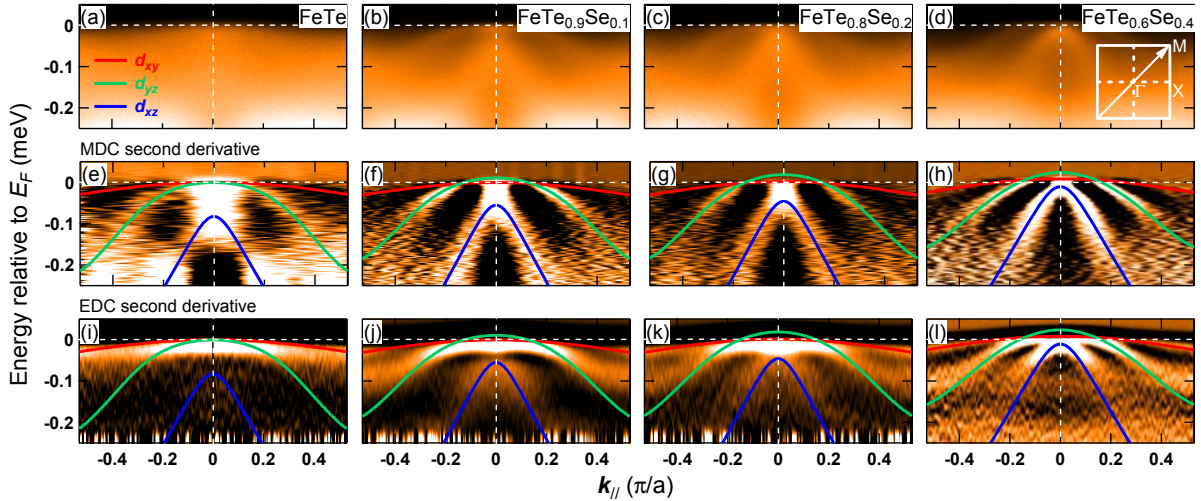 (a) FeTe (b) FeTe₀.₉Se₀.₁ (c) FeTe₀.₈Se₀.₂ (d) FeTe₀.₆Se₀.₄
dxy
dyz
dxz
M
Γ X
0
-0.1
-0.2
MDC second derivative
(e) (f) (g) (h)
0
-0.1
-0.2
EDC second derivative
(i) (j) (k) (l)
0
-0.1
-0.2
-0.4 -0.2 0 0.2 0.4 -0.4 -0.2 0 0.2 0.4 -0.4 -0.2 0 0.2 0.4 -0.4 -0.2 0 0.2 0.4
Energy relative to EF (meV)
k// (π/a)